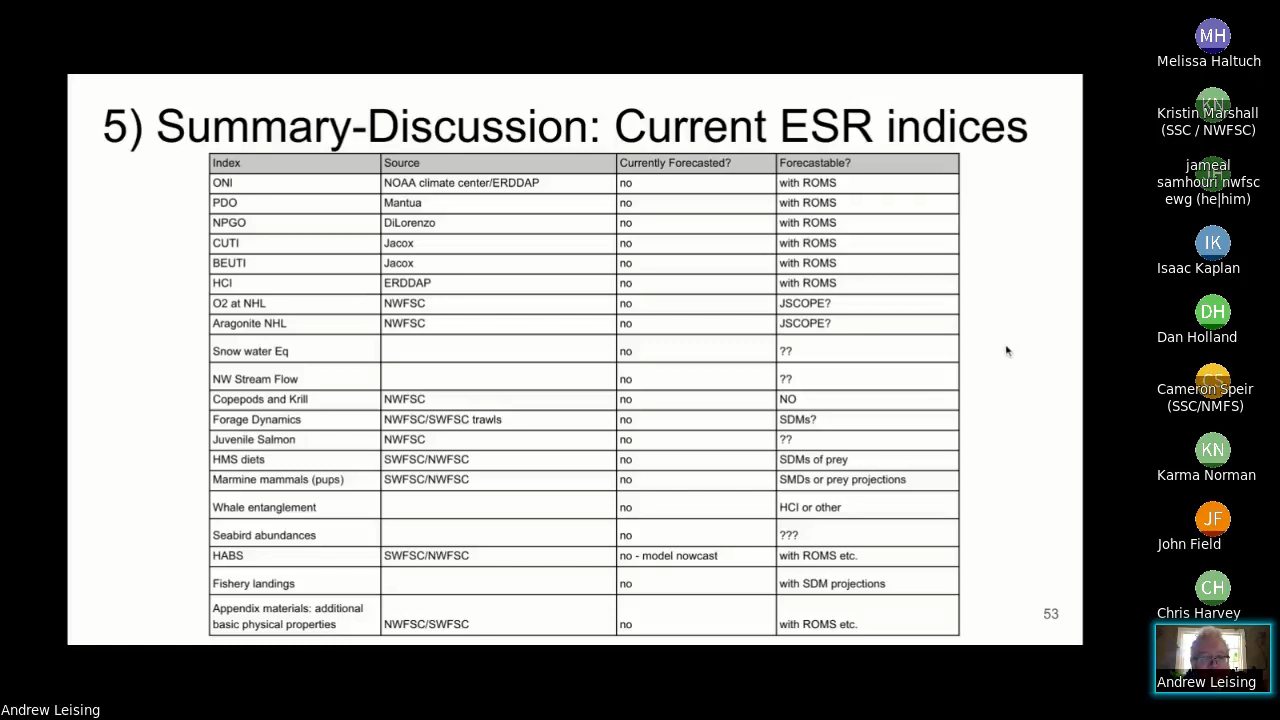 5) Summary-Discussion: Current ESR indices
Index Source Currently Forecasted? Forecastable?
ONI NOAA climate center/ERDDAP no with ROMS
PDO Mantua no with ROMS
NPGO DiLorenzo no with ROMS
CUTI Jacox no with ROMS
BEUTI Jacox no with ROMS
HCI ERDDAP no with ROMS
O2 at NHL NWFSC no JSCOPE?
Aragonite NHL NWFSC no JSCOPE?
Snow water Eq no ??
NW Stream Flow no ??
Copepods and Krill NWFSC no NO
Forage Dynamics NWFSC/SWFSC trawls no SDMs?
Juvenile Salmon NWFSC no ??
HMS diets SWFSC/NWFSC no SDMs of prey
Marmine mammals (pups) SWFSC/NWFSC no SMDs or prey projections
Whale entanglement no HCI or other
Seabird abundances no ???
HABS SWFSC/NWFSC no - model nowcast with ROMS etc.
Fishery landings no with SDM projections
Appendix materials: additional
basic physical properties NWFSC/SWFSC no with ROMS etc.
53
MH
Melissa Haltuch
KN
Kristin Marshall
(SSC / NWFSC)
JH
jameal
samhouri nwfsc
ewg (he|him)
IK
Isaac Kaplan
DH
Dan Holland
CS
Cameron Speir
(SSC/NMFS)
KN
Karma Norman
JF
John Field
CH
Chris Harvey
Andrew Leising
Andrew Leising